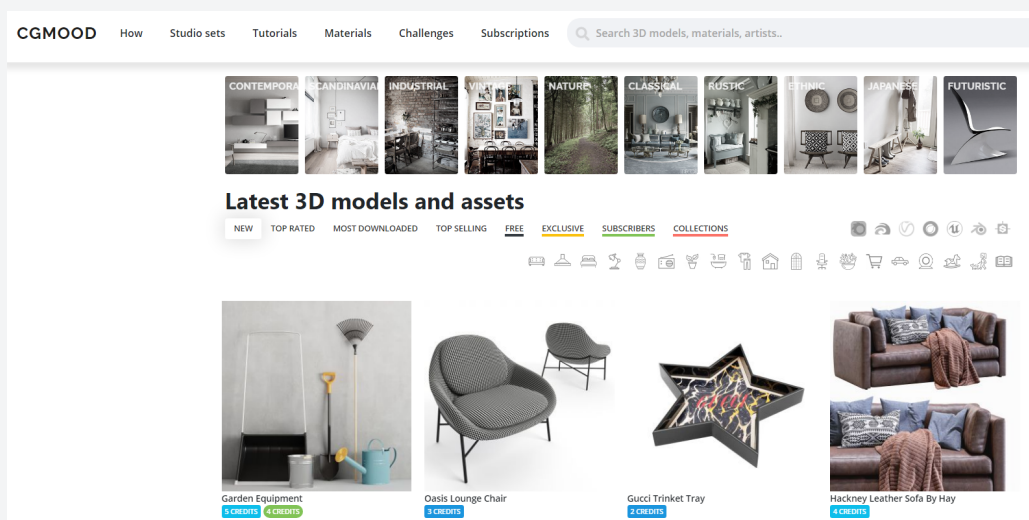 CGMOOD How Studio sets Tutorials Materials Challenges Subscriptions Search 3D models, materials, artists..
CONTEMPORA SCANDINAVIAN INDUSTRIAL VINTAGE NATURE CLASSICAL RUSTIC ETHNIC JAPANESE FUTURISTIC
Latest 3D models and assets
NEW TOP RATED MOST DOWNLOADED TOP SELLING FREE EXCLUSIVE SUBSCRIBERS COLLECTIONS
Garden Equipment Oasis Lounge Chair Gucci Trinket Tray Hackney Leather Sofa By Hay
5 CREDITS 4 CREDITS 3 CREDITS 2 CREDITS 4 CREDITS